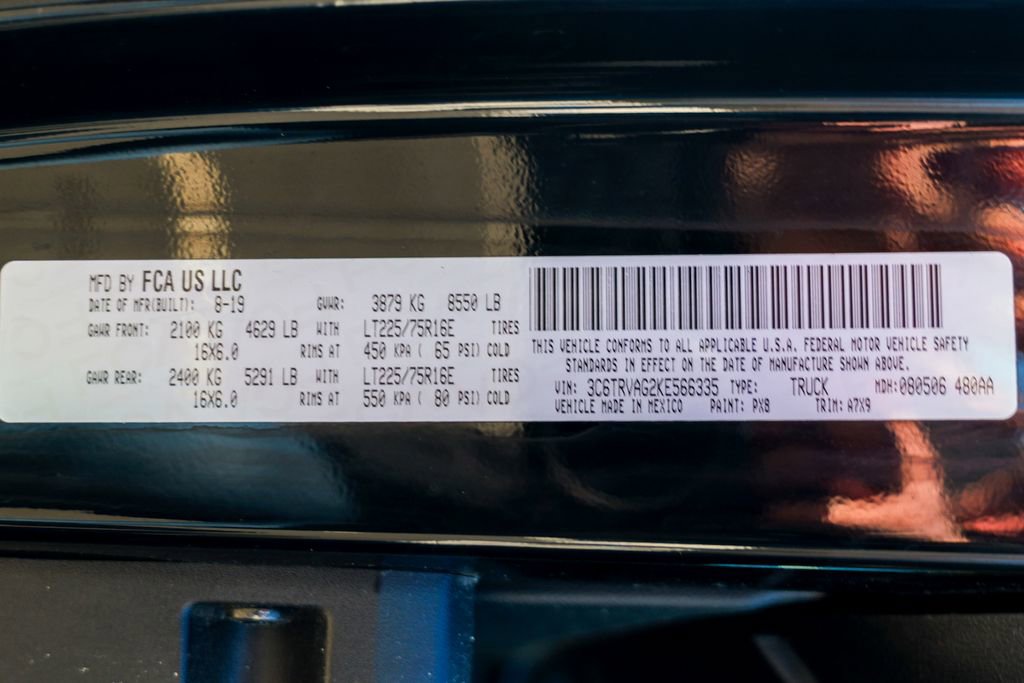 MFD BY FCA US LLC
DATE OF MFR(BUILT): 8-19 GVWR: 3879 KG 8550 LB
GAWR FRONT: 2100 KG 4629 LB WITH LT225/75R16E TIRES
16X6.0 RIMS AT 450 KPA ( 65 PSI) COLD
GAWR REAR: 2400 KG 5291 LB WITH LT225/75R16E TIRES
16X6.0 RIMS AT 550 KPA ( 80 PSI) COLD
THIS VEHICLE CONFORMS TO ALL APPLICABLE U.S.A. FEDERAL MOTOR VEHICLE SAFETY
STANDARDS IN EFFECT ON THE DATE OF MANUFACTURE SHOWN ABOVE.
VIN: 3C6TRVAG2KE566335 TYPE: TRUCK MDH: 080506 480AA
VEHICLE MADE IN MEXICO PAINT: PX8 TRIM: A7X9